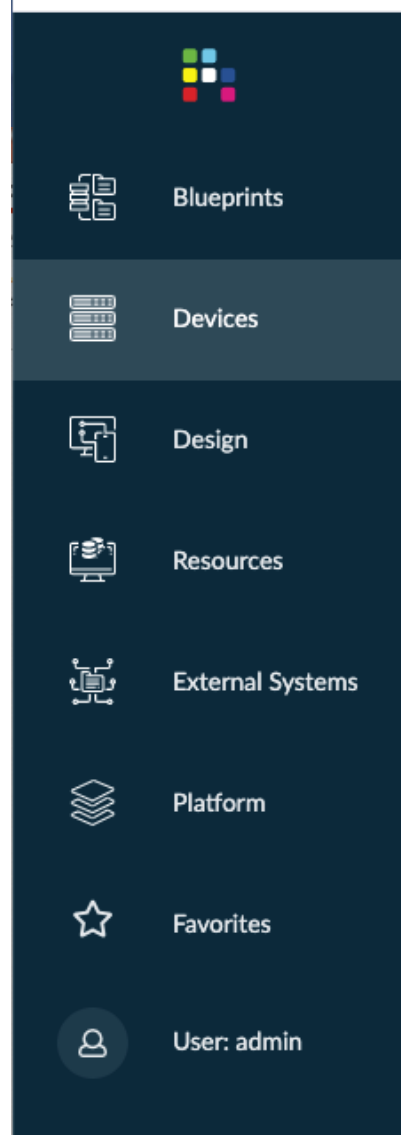 Blueprints
Devices
Design
Resources
External Systems
Platform
Favorites
User: admin